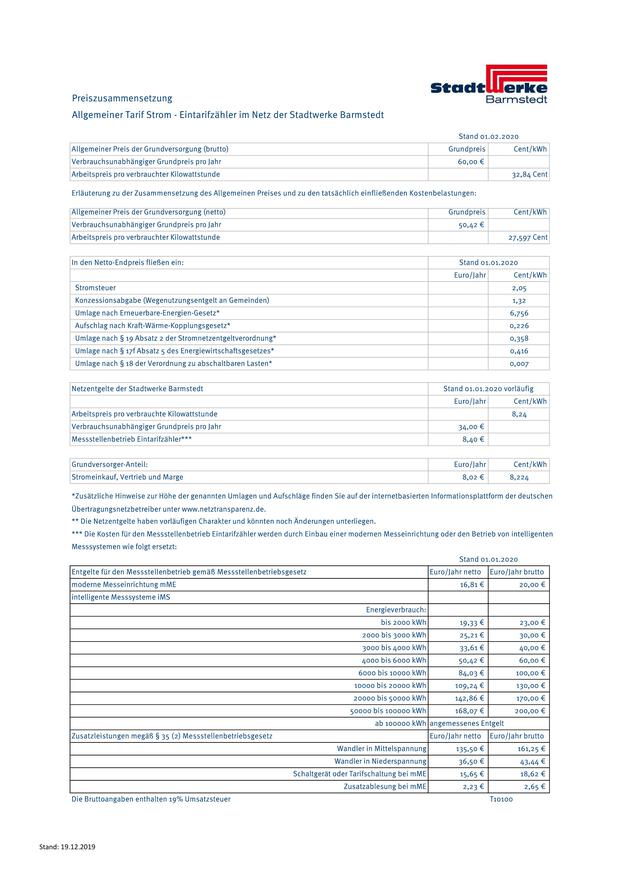 Stadtwerke
Barmstedt
Preiszusammensetzung
Allgemeiner Tarif Strom - Eintarifzähler im Netz der Stadtwerke Barmstedt
Stand 01.02.2020
Allgemeiner Preis der Grundversorgung (brutto) Grundpreis Cent/kWh
Verbrauchsunabhängiger Grundpreis pro Jahr 60,00 €
Arbeitspreis pro verbrauchter Kilowattstunde 32,84 Cent
Erläuterung zu der Zusammensetzung des Allgemeinen Preises und zu den tatsächlich einfließenden Kostenbelastungen:
Allgemeiner Preis der Grundversorgung (netto) Grundpreis Cent/kWh
Verbrauchsunabhängiger Grundpreis pro Jahr 50,42 €
Arbeitspreis pro verbrauchter Kilowattstunde 27,597 Cent
In den Netto-Endpreis fließen ein: Stand 01.01.2020
Euro/Jahr Cent/kWh
Stromsteuer 2,05
Konzessionsabgabe (Wegenutzungsentgelt an Gemeinden) 1,32
Umlage nach Erneuerbare-Energien-Gesetz* 6,756
Aufschlag nach Kraft-Wärme-Kopplungsgesetz* 0,226
Umlage nach § 19 Absatz 2 der Stromnetzentgeltverordnung* 0,358
Umlage nach § 17f Absatz 5 des Energiewirtschaftsgesetzes* 0,416
Umlage nach § 18 der Verordnung zu abschaltbaren Lasten* 0,007
Netzentgelte der Stadtwerke Barmstedt Stand 01.01.2020 vorläufig
Euro/Jahr Cent/kWh
Arbeitspreis pro verbrauchte Kilowattstunde 8,24
Verbrauchsunabhängiger Grundpreis pro Jahr 34,00 €
Messstellenbetrieb Eintarifzähler*** 8,40 €
Grundversorger-Anteil: Euro/Jahr Cent/kWh
Stromeinkauf, Vertrieb und Marge 8,02 € 8,224
*Zusätzliche Hinweise zur Höhe der genannten Umlagen und Aufschläge finden Sie auf der internetbasierten Informationsplattform der deutschen
Übertragungsnetzbetreiber unter www.netztransparenz.de.
** Die Netzentgelte haben vorläufigen Charakter und könnten noch Änderungen unterliegen.
*** Die Kosten für den Messstellenbetrieb Eintarifzähler werden durch Einbau einer modernen Messeinrichtung oder den Betrieb von intelligenten
Messsystemen wie folgt ersetzt:
Stand 01.01.2020
Entgelte für den Messstellenbetrieb gemäß Messstellenbetriebsgesetz Euro/Jahr netto Euro/Jahr brutto
moderne Messeinrichtung mME 16,81 € 20,00 €
intelligente Messsysteme iMS
Energieverbrauch:
bis 2000 kWh 19,33 € 23,00 €
2000 bis 3000 kWh 25,21 € 30,00 €
3000 bis 4000 kWh 33,61 € 40,00 €
4000 bis 6000 kWh 50,42 € 60,00 €
6000 bis 10000 kWh 84,03 € 100,00 €
10000 bis 20000 kWh 109,24 € 130,00 €
20000 bis 50000 kWh 142,86 € 170,00 €
50000 bis 100000 kWh 168,07 € 200,00 €
ab 100000 kWh angemessenes Entgelt
Zusatzleistungen megäß § 35 (2) Messstellenbetriebsgesetz Euro/Jahr netto Euro/Jahr brutto
Wandler in Mittelspannung 135,50 € 161,25 €
Wandler in Niederspannung 36,50 € 43,44 €
Schaltgerät oder Tarifschaltung bei mME 15,65 € 18,62 €
Zusatzablesung bei mME 2,23 € 2,65 €
Die Bruttoangaben enthalten 19% Umsatzsteuer T10100
Stand: 19.12.2019